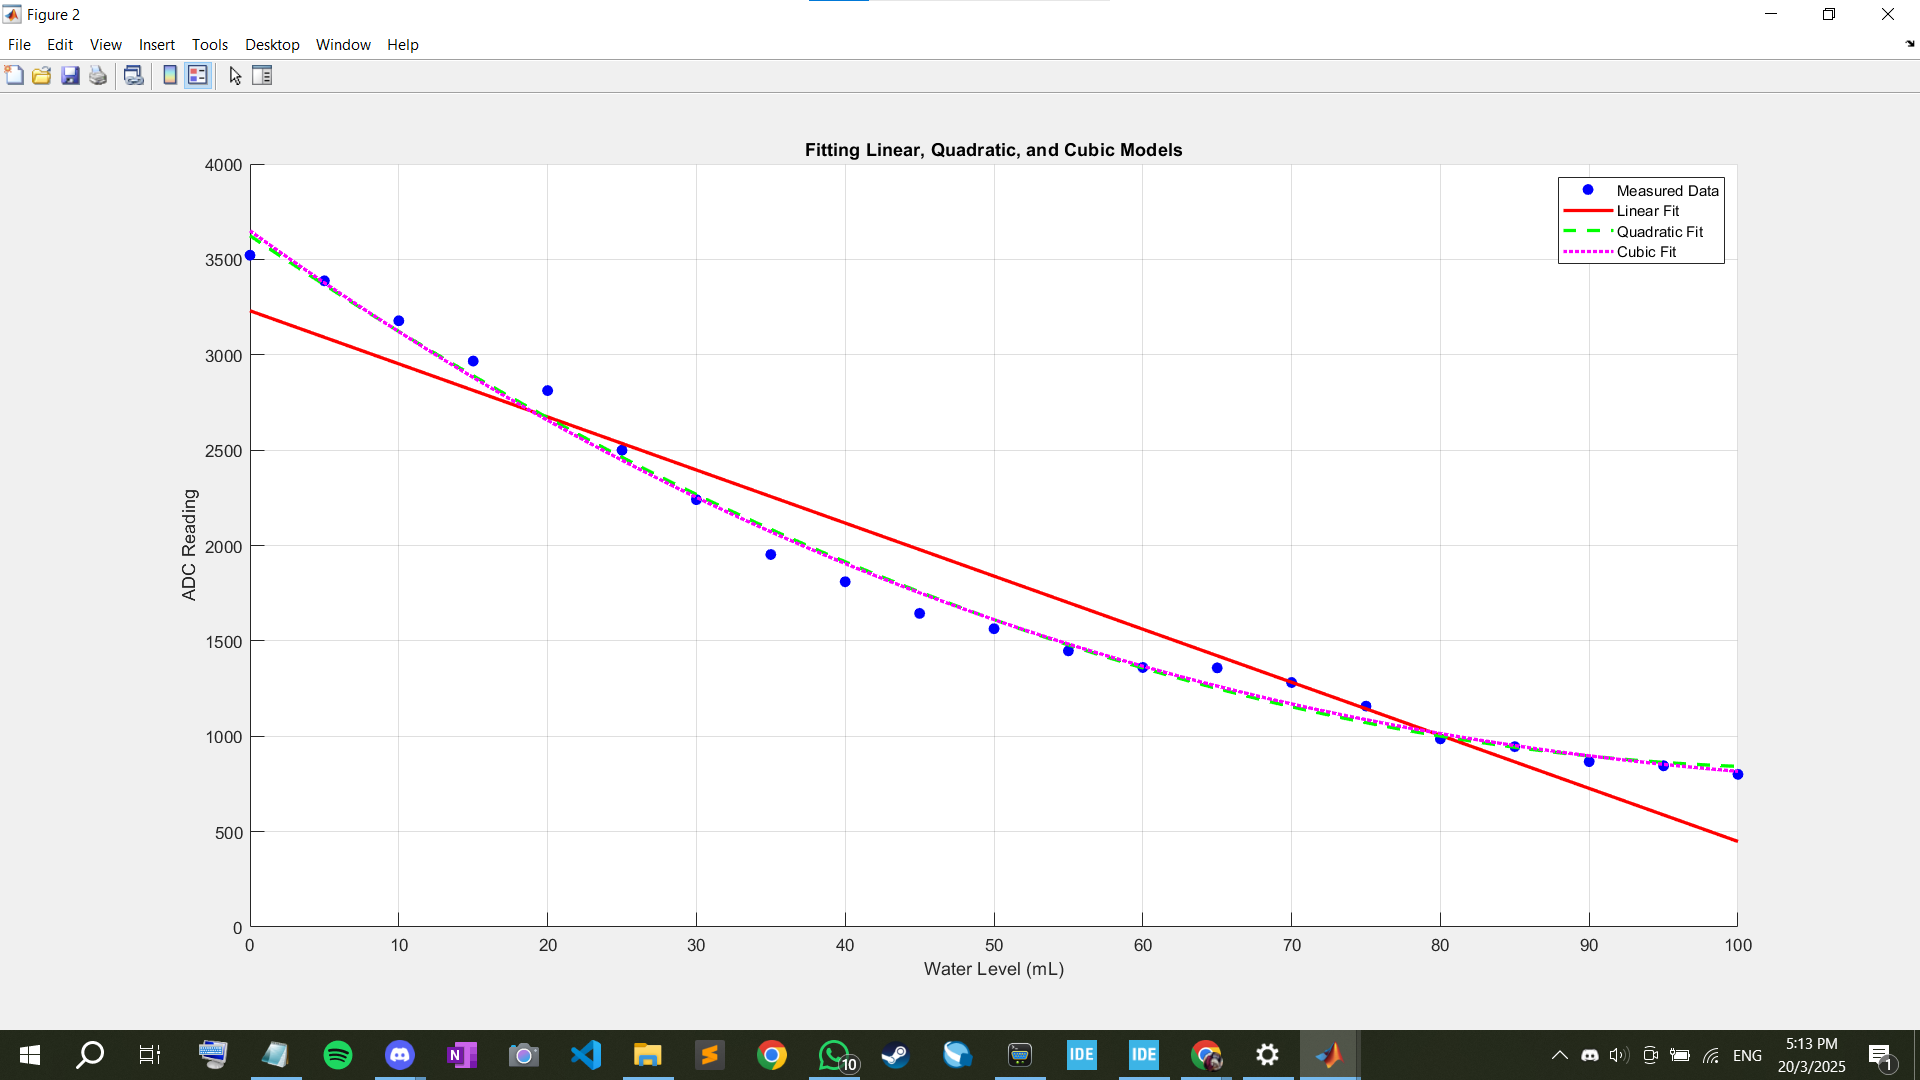 Figure 2
File Edit View Insert Tools Desktop Window Help
Fitting Linear, Quadratic, and Cubic Models
Measured Data
Linear Fit
Quadratic Fit
Cubic Fit
4000
3500
3000
2500
2000
1500
1000
500
0
ADC Reading
0 10 20 30 40 50 60 70 80 90 100
Water Level (mL)
N
10
IDE
IDE
ENG
5:13 PM
20/3/2025
1